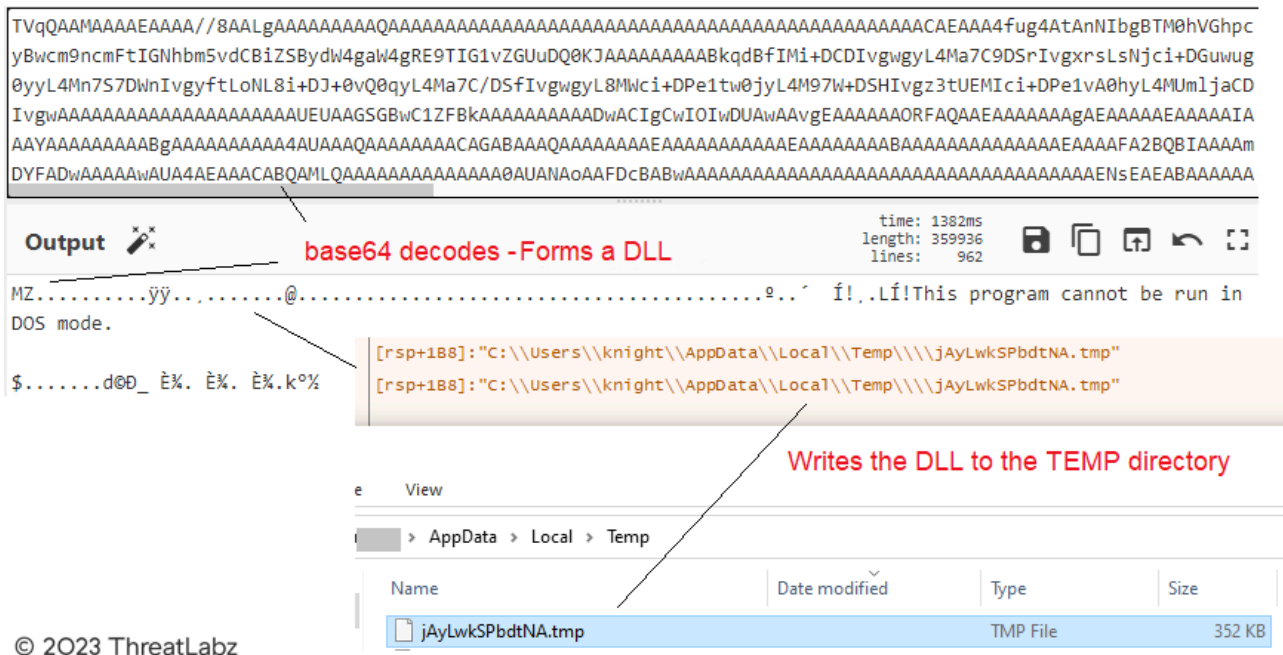 TVqQAAMAAAAEAAAA//8AALgAAAAAAAAAQAAAAAAAAAAAAAAAAAAAAAAAAAAAAAAAAAAAAAAAAAAAAAAAAAAACAEAAA4fug4AtAnNIbgBTM0hVGhpc
yBwcm9ncmFtIGNhbm5vdCBiZSBydW4gaW4gRE9TIG1vZGUuDQ0KJAAAAAAAAABkqdBfIMi+DCDIvgwgyL4Ma7C9DSrIvgxrsLsNjci+DGuwug
0yyL4Mn7S7DWnIvgyftLoNL8i+DJ+0vQ0qyL4Ma7C/DSfIvgwgyL8MWci+DPe1tw0jyL4M97W+DSHIvgz3tUEMIci+DPe1vA0hyL4MUmljaCD
IvgwAAAAAAAAAAAAAAAAAAAAAUEUAAGSGBwC1ZFBkAAAAAAAAAADwACIgCwIOIwDUAwAAvgEAAAAAAORFAQAAEAAAAAAAgAEAAAAAEAAAAAIA
AAYAAAAAAAAABgAAAAAAAAAA4AUAAAQAAAAAAAACAGABAAAQAAAAAAAAEAAAAAAAAAAAEAAAAAAAABAAAAAAAAAAAAAAEAAAAFA2BQBIAAAAm
DYFADwAAAAAwAUA4AEAAACABQAMLQAAAAAAAAAAAAAA0AUANAoAAFDcBABwAAAAAAAAAAAAAAAAAAAAAAAAAAAAAAAAAAAAENsEAEABAAAAAA
Output
time: 1382ms
length: 359936
lines: 962
base64 decodes -Forms a DLL
MZ..........ÿÿ..¸.......@........................................º..´ Í!¸.LÍ!This program cannot be run in
DOS mode.
$.......d©Ð_ È¾. È¾. È¾.k°½
[rsp+1B8]:"C:\\Users\\knight\\AppData\\Local\\Temp\\\\jAyLwkSPbdtNA.tmp"
[rsp+1B8]:"C:\\Users\\knight\\AppData\\Local\\Temp\\\\jAyLwkSPbdtNA.tmp"
Writes the DLL to the TEMP directory
e View
> AppData > Local > Temp
Name Date modified Type Size
jAyLwkSPbdtNA.tmp TMP File 352 KB
© 2023 ThreatLabz